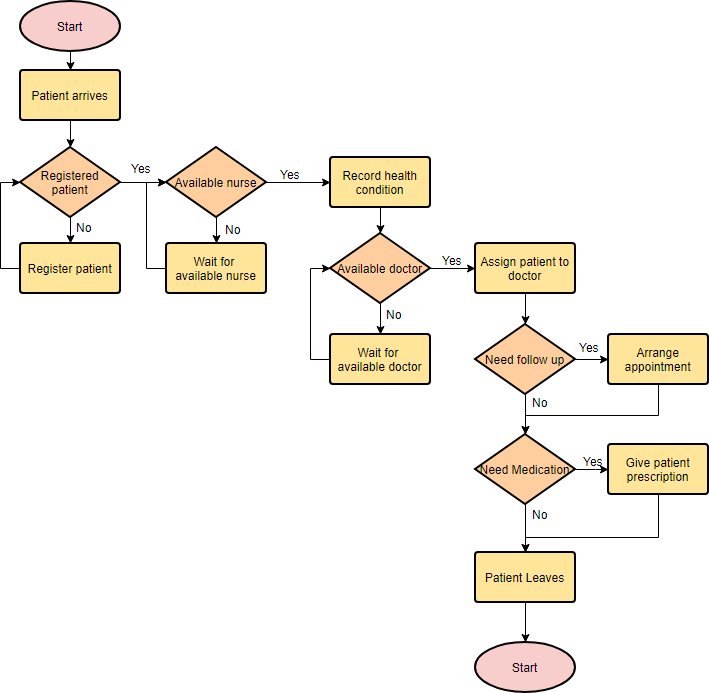 Start
Patient arrives
Registered
patient
Yes
No
Register patient
Available nurse
Yes
No
Wait for
available nurse
Record health
condition
Available doctor
Yes
No
Wait for
available doctor
Assign patient to
doctor
Need follow up
Yes
Arrange
appointment
No
Need Medication
Yes
Give patient
prescription
No
Patient Leaves
Start